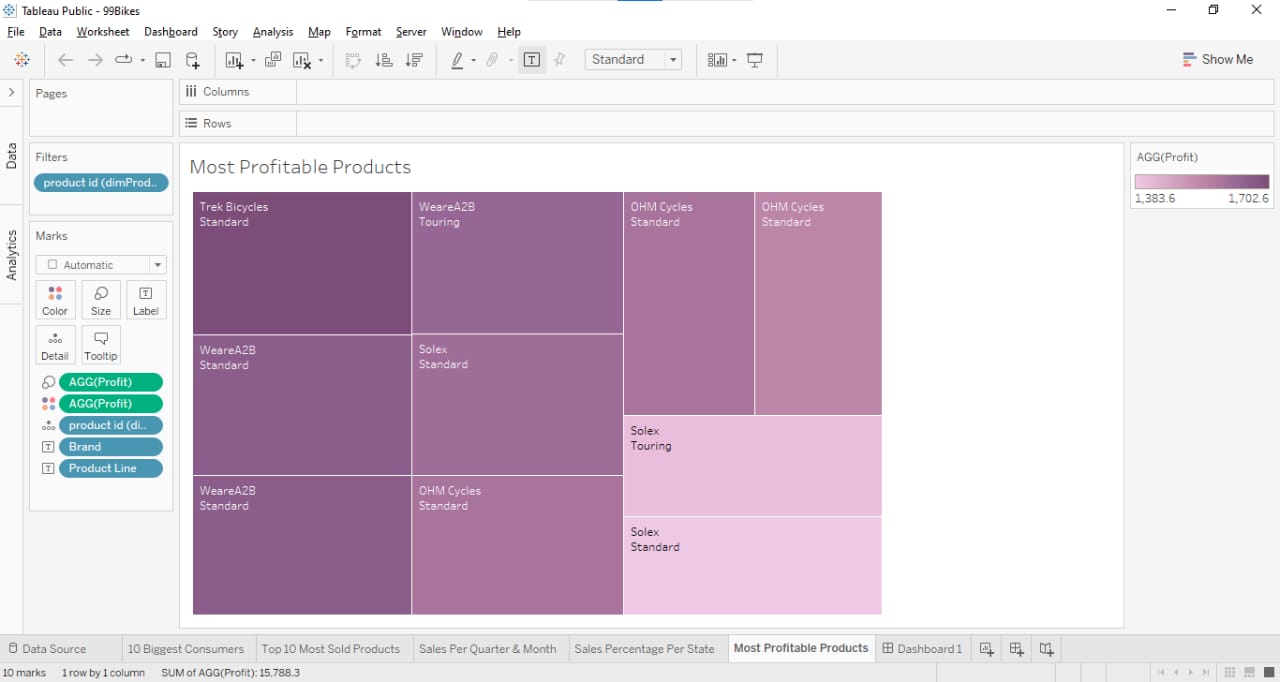 Tableau Public - 99Bikes
File Data Worksheet Dashboard Story Analysis Map Format Server Window Help
Standard
Show Me
Pages
Columns
Rows
Data
Analytics
Filters
product id (dimProd..
Marks
Automatic
Color Size Label
Detail Tooltip
AGG(Profit)
AGG(Profit)
product id (di..
Brand
Product Line
Most Profitable Products
Trek Bicycles
Standard
WeareA2B
Touring
OHM Cycles
Standard
OHM Cycles
Standard
WeareA2B
Standard
Solex
Standard
Solex
Touring
WeareA2B
Standard
OHM Cycles
Standard
Solex
Standard
AGG(Profit)
1,383.6 1,702.6
Data Source 10 Biggest Consumers Top 10 Most Sold Products Sales Per Quarter & Month Sales Percentage Per State Most Profitable Products Dashboard 1
10 marks 1 row by 1 column SUM of AGG(Profit): 15,788.3